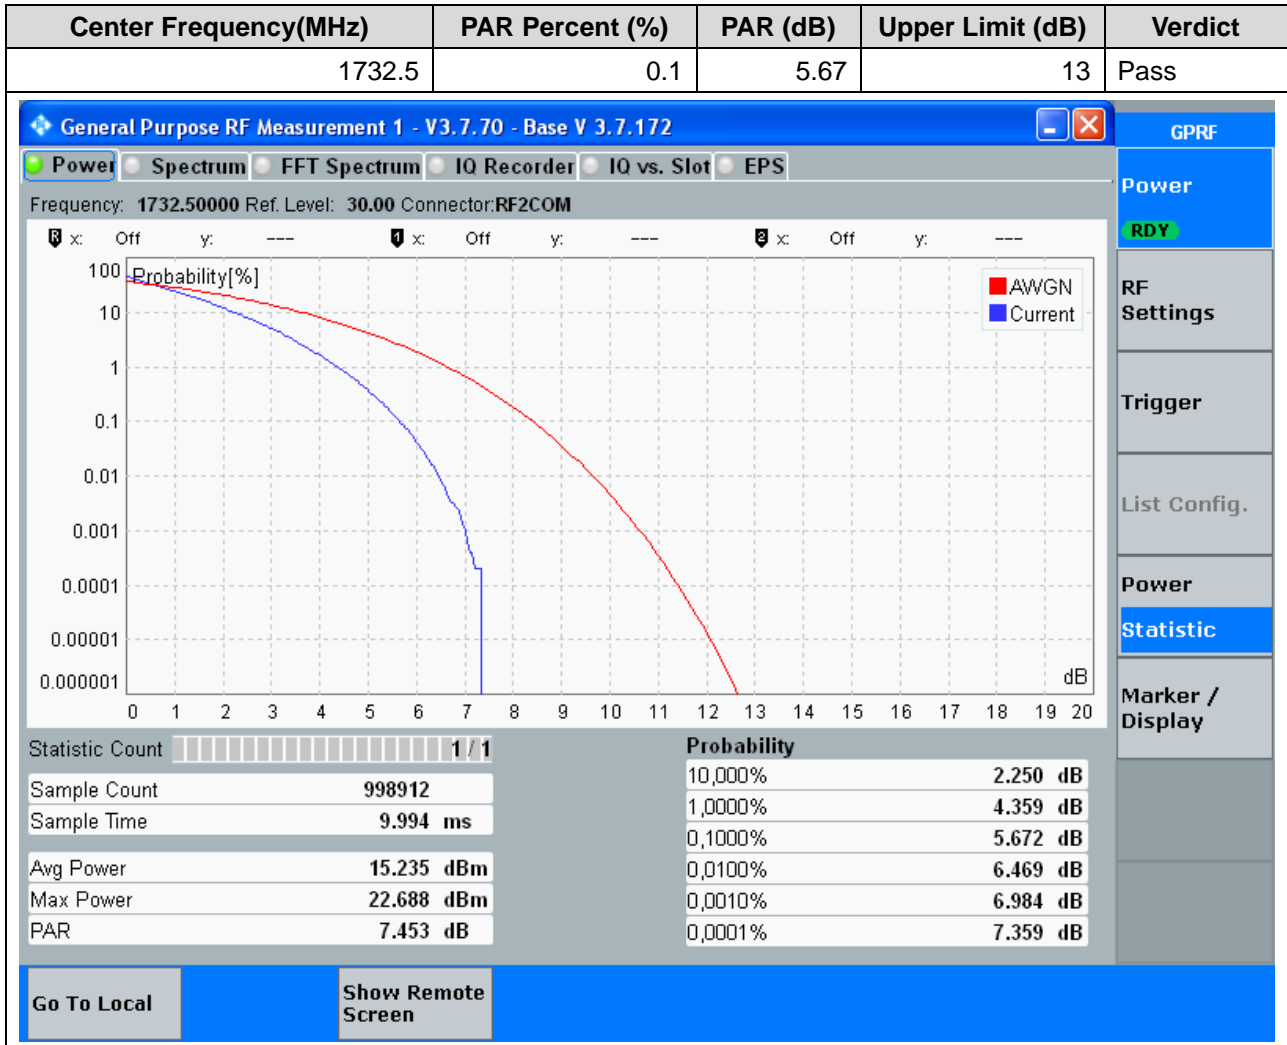 Center Frequency(MHz) PAR Percent (%) PAR (dB) Upper Limit (dB) Verdict
1732.5 0.1 5.67 13 Pass
General Purpose RF Measurement 1 - V3.7.70 - Base V 3.7.172
GPRF
Power Spectrum FFT Spectrum IQ Recorder IQ vs. Slot EPS
Frequency: 1732.50000 Ref. Level: 30.00 Connector:RF2COM
R x: Off y: --- 1 x: Off y: --- 2 x: Off y: ---
Probability[%]
AWGN
Current
100
10
1
0.1
0.01
0.001
0.0001
0.00001
0.000001
dB
0 1 2 3 4 5 6 7 8 9 10 11 12 13 14 15 16 17 18 19 20
Statistic Count 1 / 1
Sample Count 998912
Sample Time 9.994 ms
Avg Power 15.235 dBm
Max Power 22.688 dBm
PAR 7.453 dB
Probability
10,000% 2.250 dB
1,0000% 4.359 dB
0,1000% 5.672 dB
0,0100% 6.469 dB
0,0010% 6.984 dB
0,0001% 7.359 dB
Power
RDY
RF
Settings
Trigger
List Config.
Power
Statistic
Marker /
Display
Go To Local
Show Remote
Screen